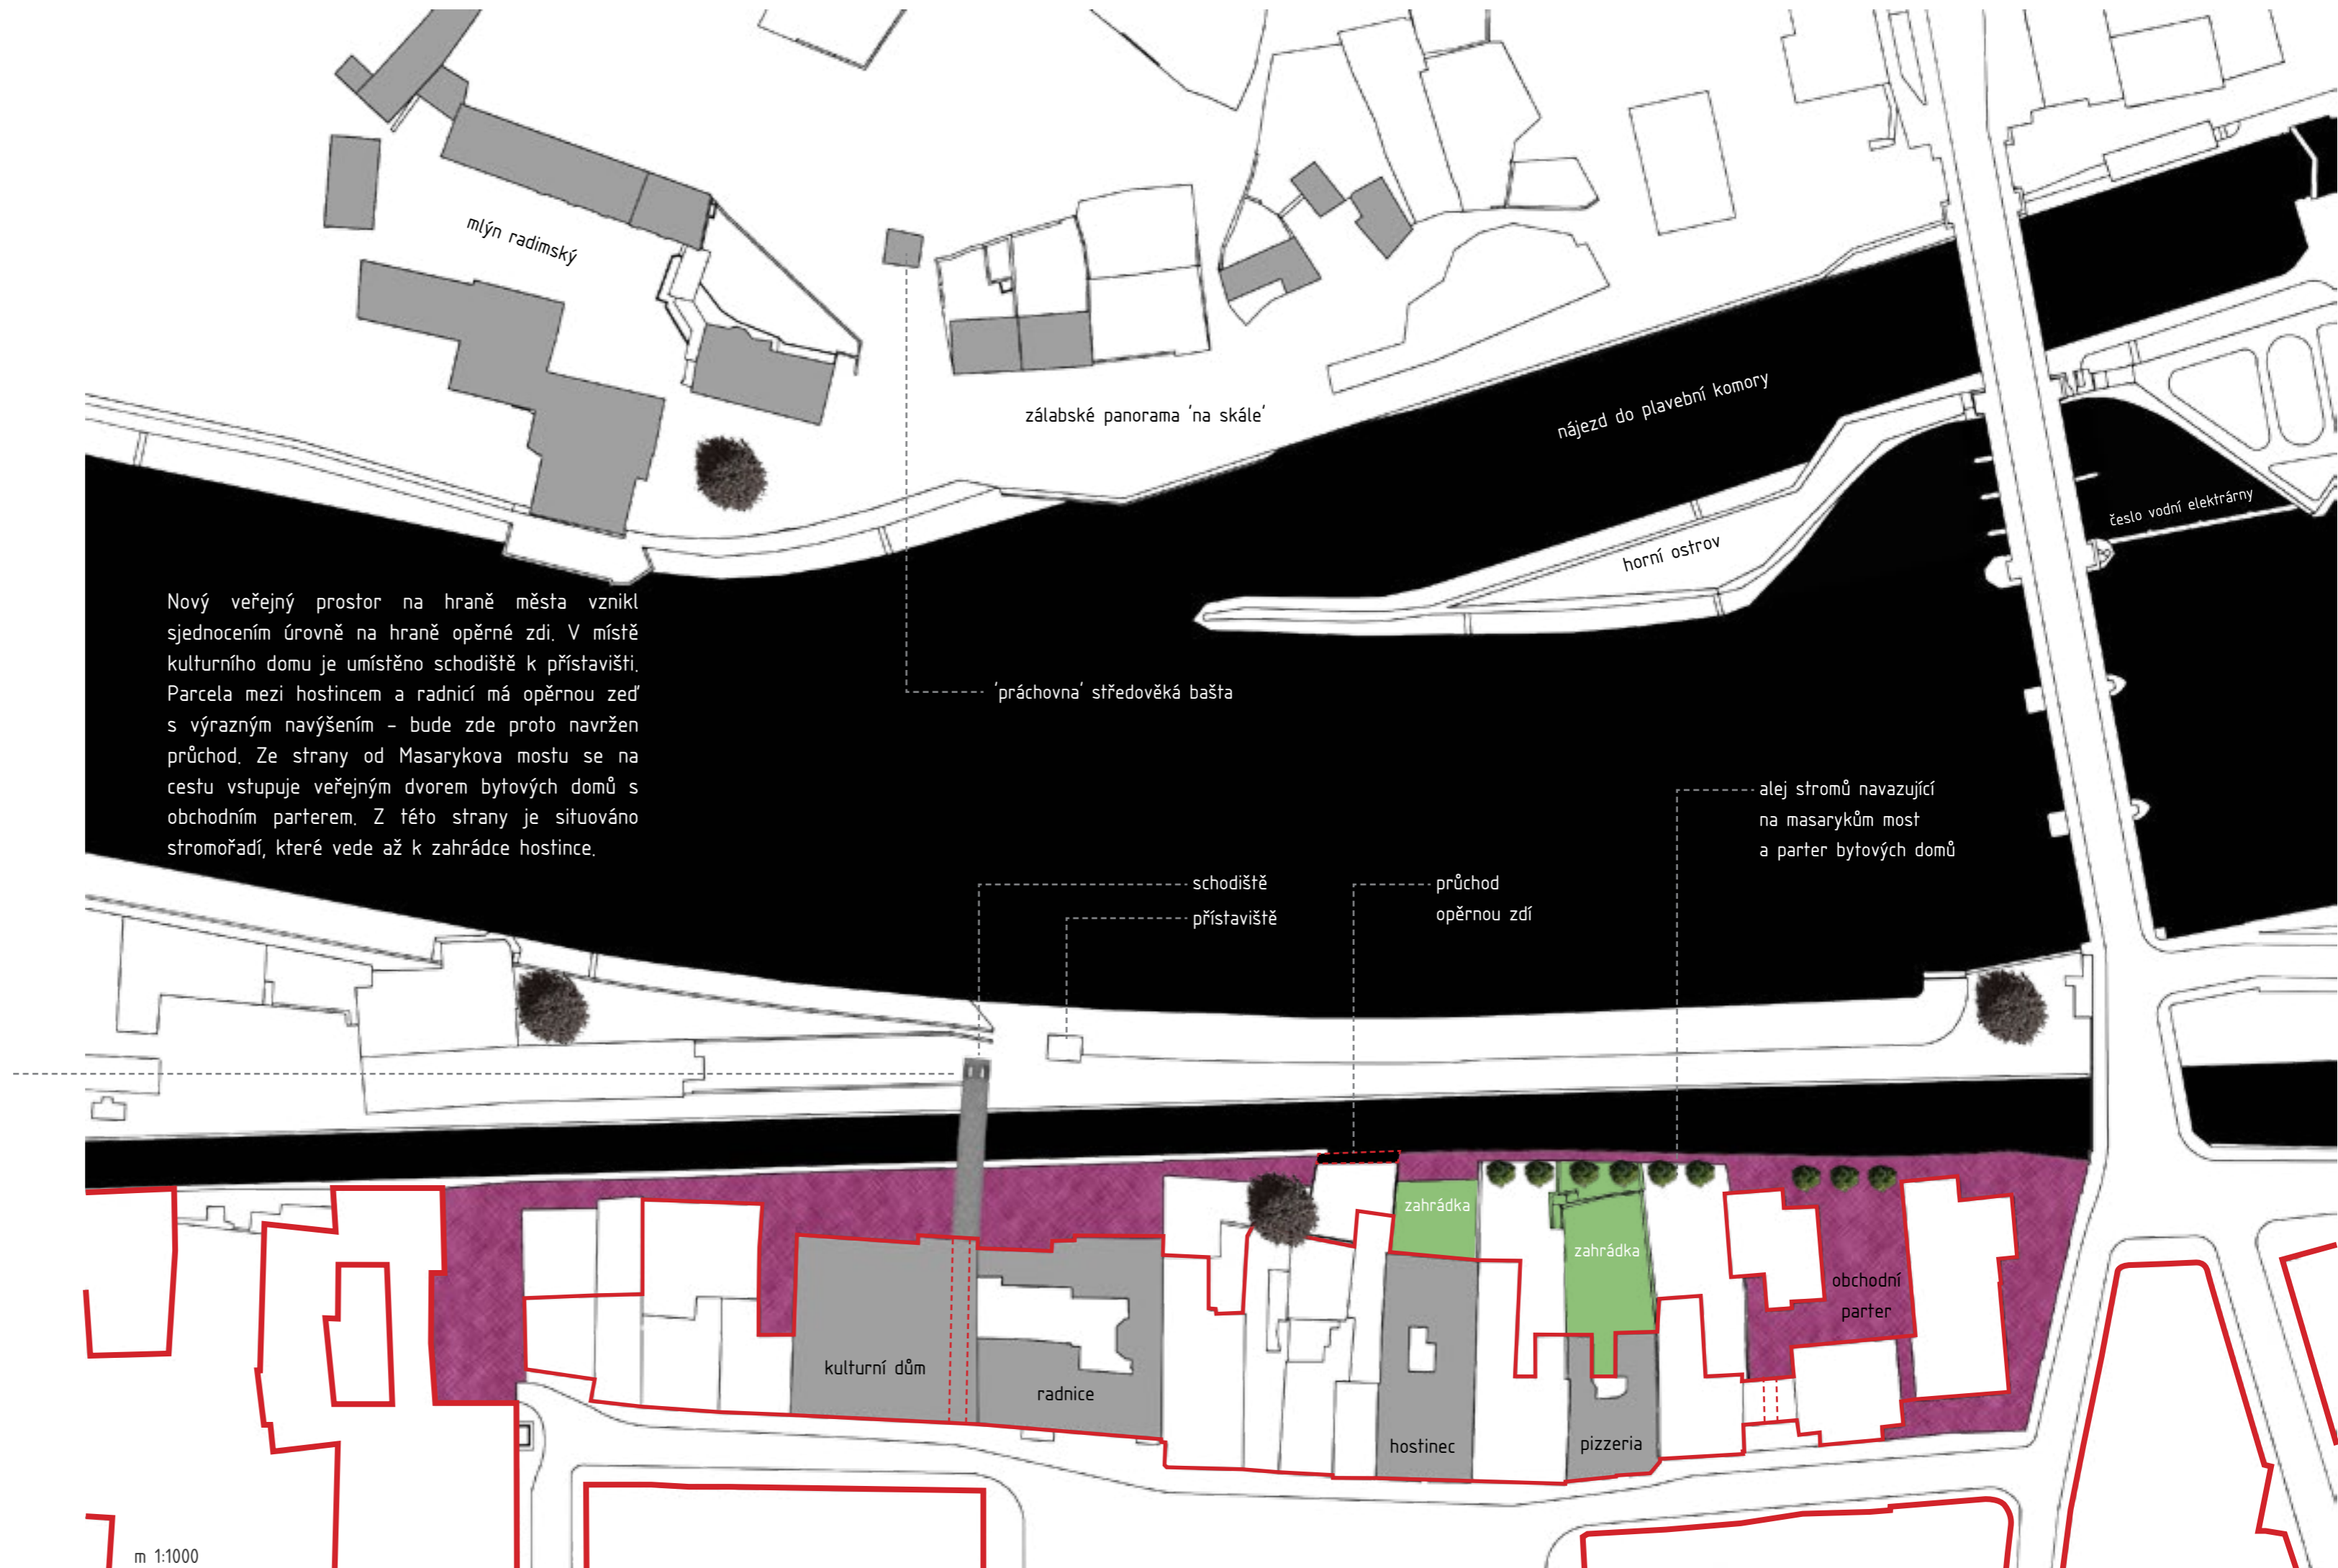 mlýn radimský
zálabské panorama 'na skále'
nájezd do plavební komory
česlo vodní elektrárny
horní ostrov
Nový veřejný prostor na hraně města vznikl
sjednocením úrovně na hraně opěrné zdi. V místě
kulturního domu je umístěno schodiště k přístavišti.
Parcela mezi hostincem a radnicí má opěrnou zeď
s výrazným navýšením – bude zde proto navržen
průchod. Ze strany od Masarykova mostu se na
cestu vstupuje veřejným dvorem bytových domů s
obchodním parterem. Z této strany je situováno
stromořadí, které vede až k zahrádce hostince.
'práchovna' středověká bašta
alej stromů navazující
na masarykům most
a parter bytových domů
schodiště
přístaviště
průchod
opěrnou zdí
zahrádka
zahrádka
obchodní
parter
kulturní dům
radnice
hostinec
pizzeria
m 1:1000